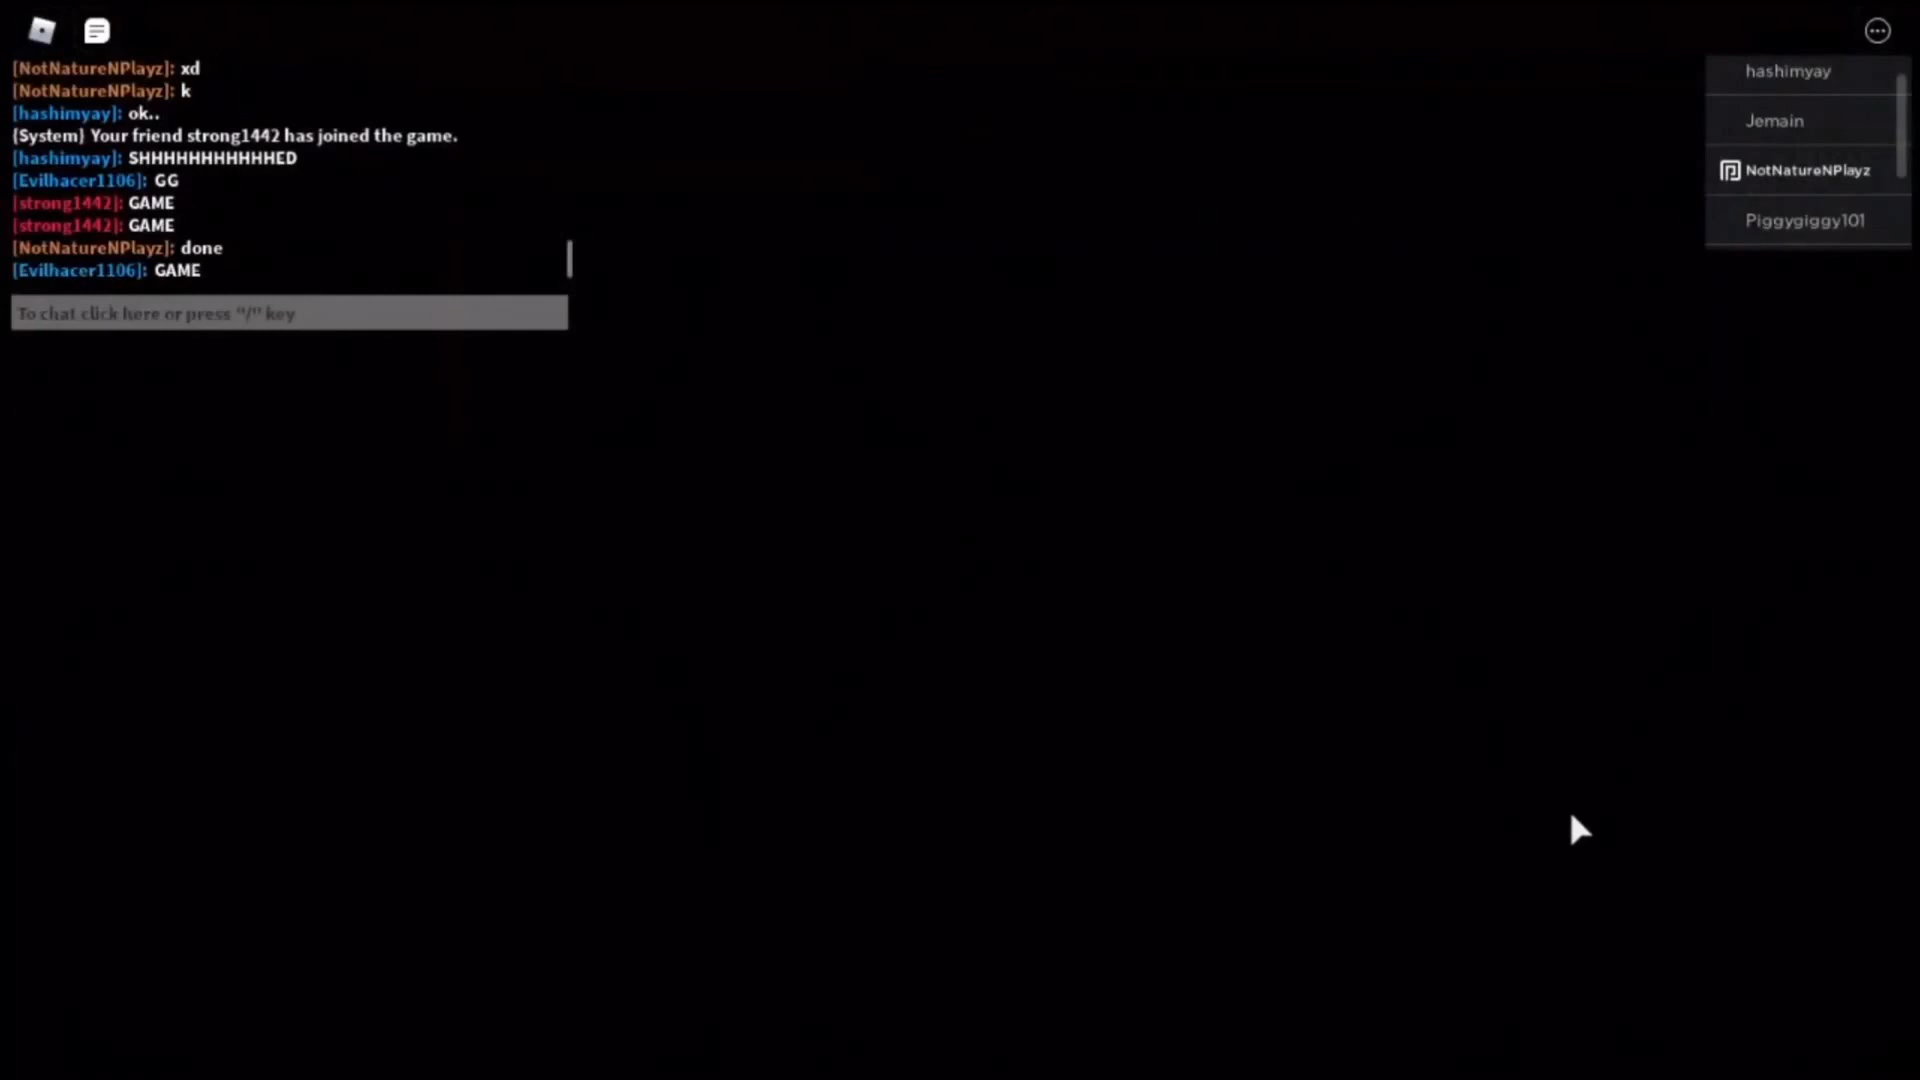 [NotNatureNPlayz]: xd
[NotNatureNPlayz]: k
[hashimyay]: ok..
{System} Your friend strong1442 has joined the game.
[hashimyay]: SHHHHHHHHHHHED
[Evilhacer1106]: GG
[strong1442]: GAME
[strong1442]: GAME
[NotNatureNPlayz]: done
[Evilhacer1106]: GAME
To chat click here or press "/" key
hashimyay
Jemain
NotNatureNPlayz
Piggygiggy101